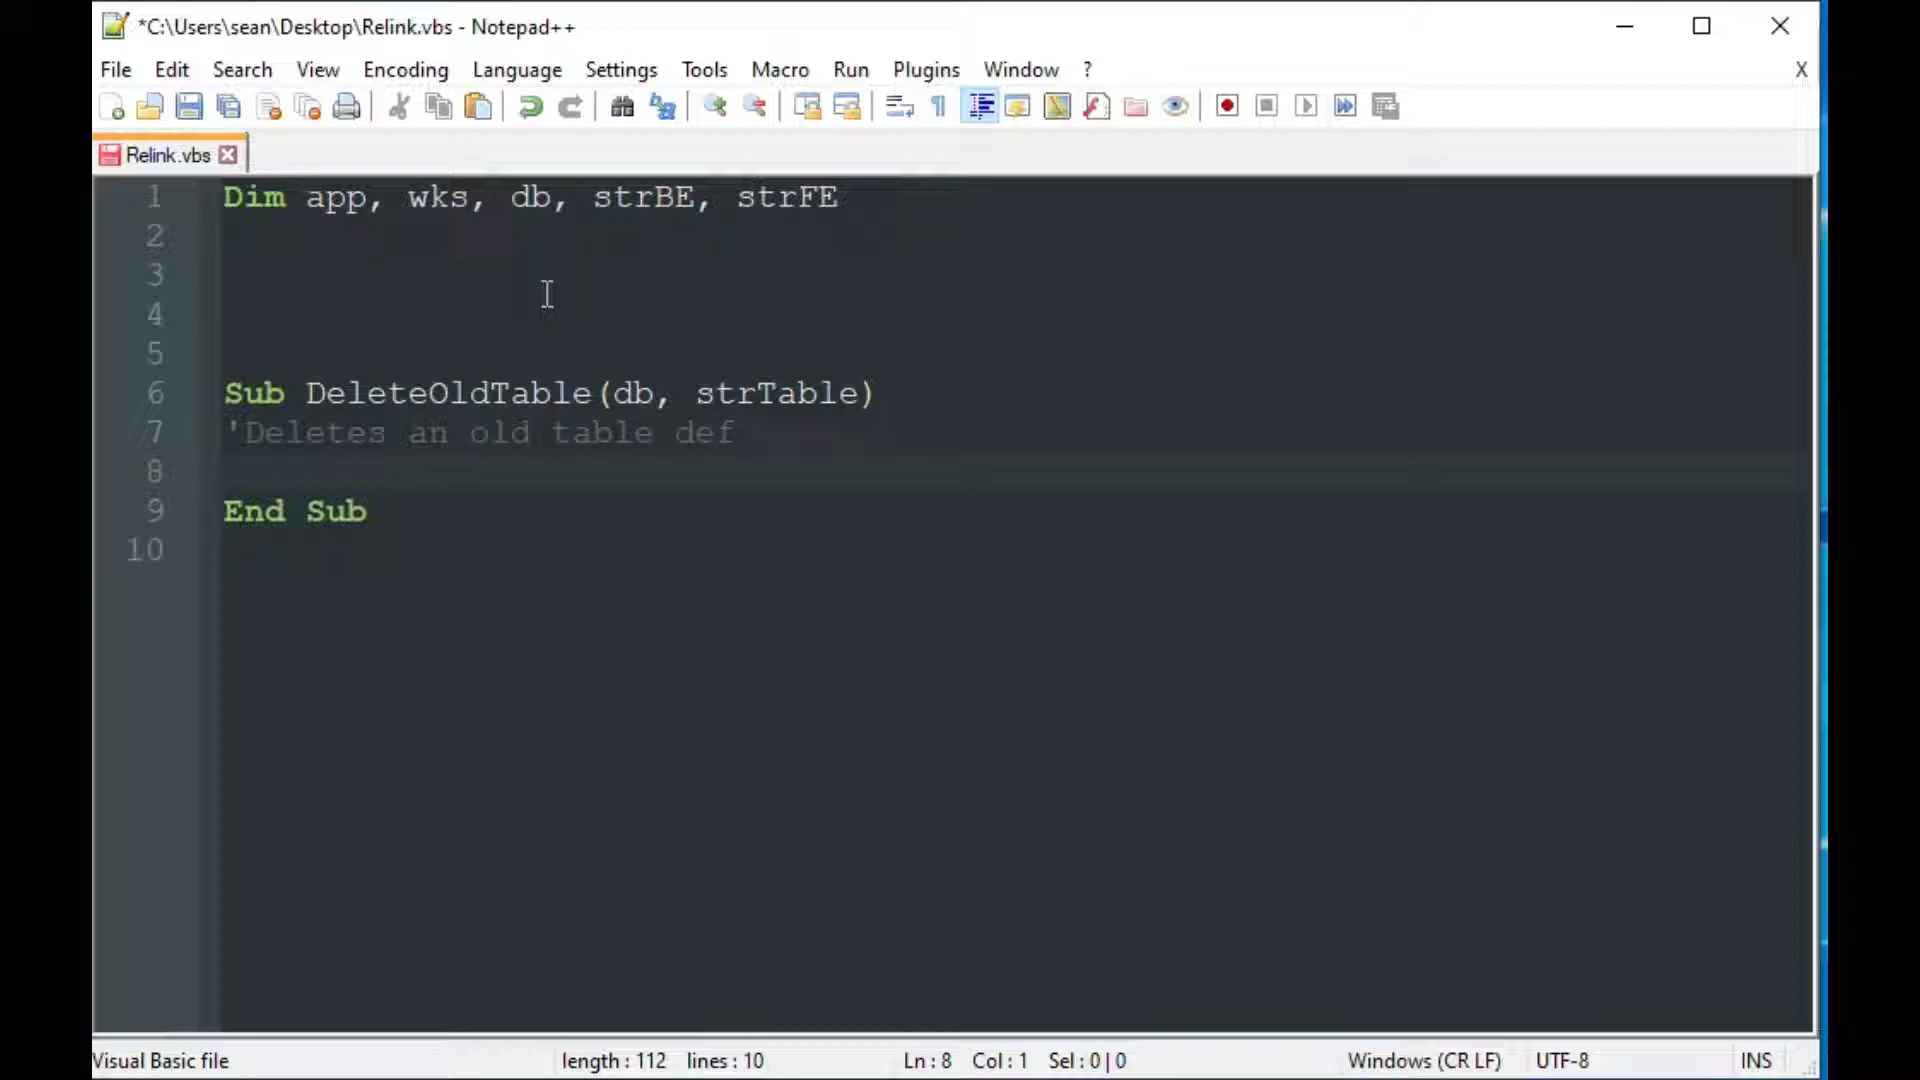 *C:\Users\sean\Desktop\Relink.vbs - Notepad++
File Edit Search View Encoding Language Settings Tools Macro Run Plugins Window ? X
Relink.vbs
1 Dim app, wks, db, strBE, strFE
2
3
4
5
6 Sub DeleteOldTable(db, strTable)
7 'Deletes an old table def
8
9 End Sub
10
Visual Basic file length : 112 lines : 10 Ln : 8 Col : 1 Sel : 0 | 0 Windows (CR LF) UTF-8 INS